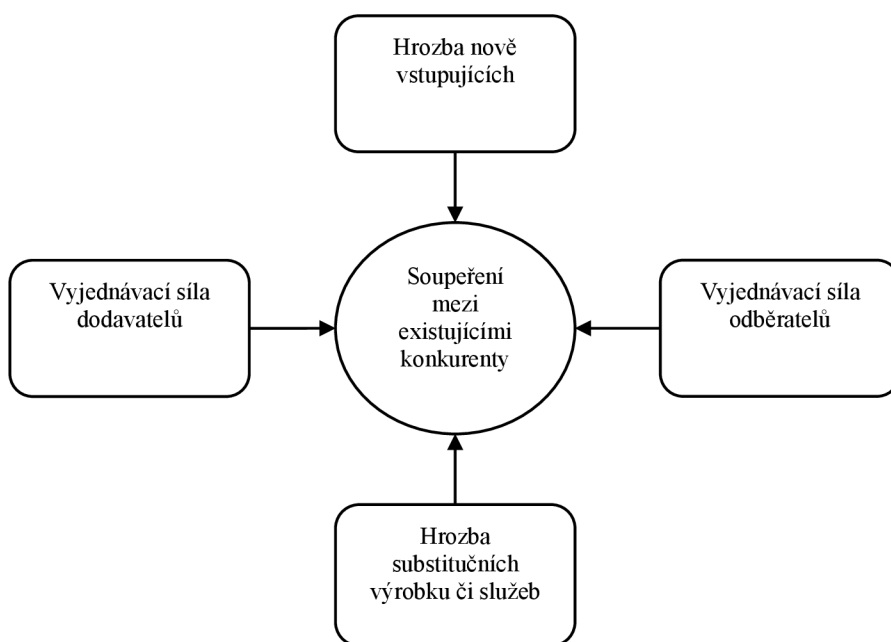 Hrozba nově
vstupujících
Vyjednávací síla
dodavatelů
Soupeření
mezi
existujícími
konkurenty
Vyjednávací síla
odběratelů
Hrozba
substitučních
výrobku či služeb